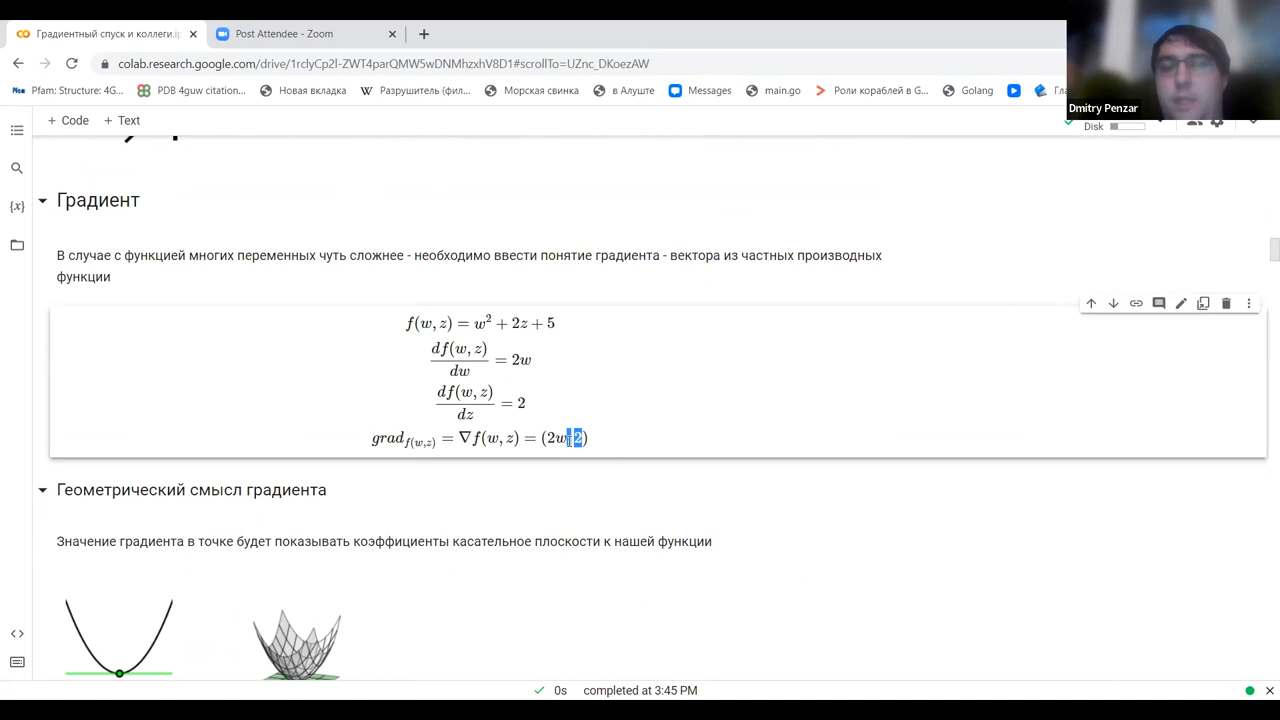 Градиентный спуск и коллеги.ip
Post Attendee - Zoom
colab.research.google.com/drive/1rclyCp2I-ZWT4parQMW5wDNMhzxhV8D1#scrollTo=UZnc_DKoezAW
Pfam: Structure: 4G...
PDB 4guw citation...
Новая вкладка
Разрушитель (фил...
Морская свинка
в Алуште
Messages
main.go
Роли кораблей в G...
Golang
Dmitry Penzar
+ Code + Text
Disk
Градиент
В случае с функцией многих переменных чуть сложнее - необходимо ввести понятие градиента - вектора из частных производных
функции
f(w, z) = w² + 2z + 5
df(w, z)/dw = 2w
df(w, z)/dz = 2
grad_f(w,z) = ∇f(w, z) = (2w, 2)
Геометрический смысл градиента
Значение градиента в точке будет показывать коэффициенты касательное плоскости к нашей функции
0s completed at 3:45 PM